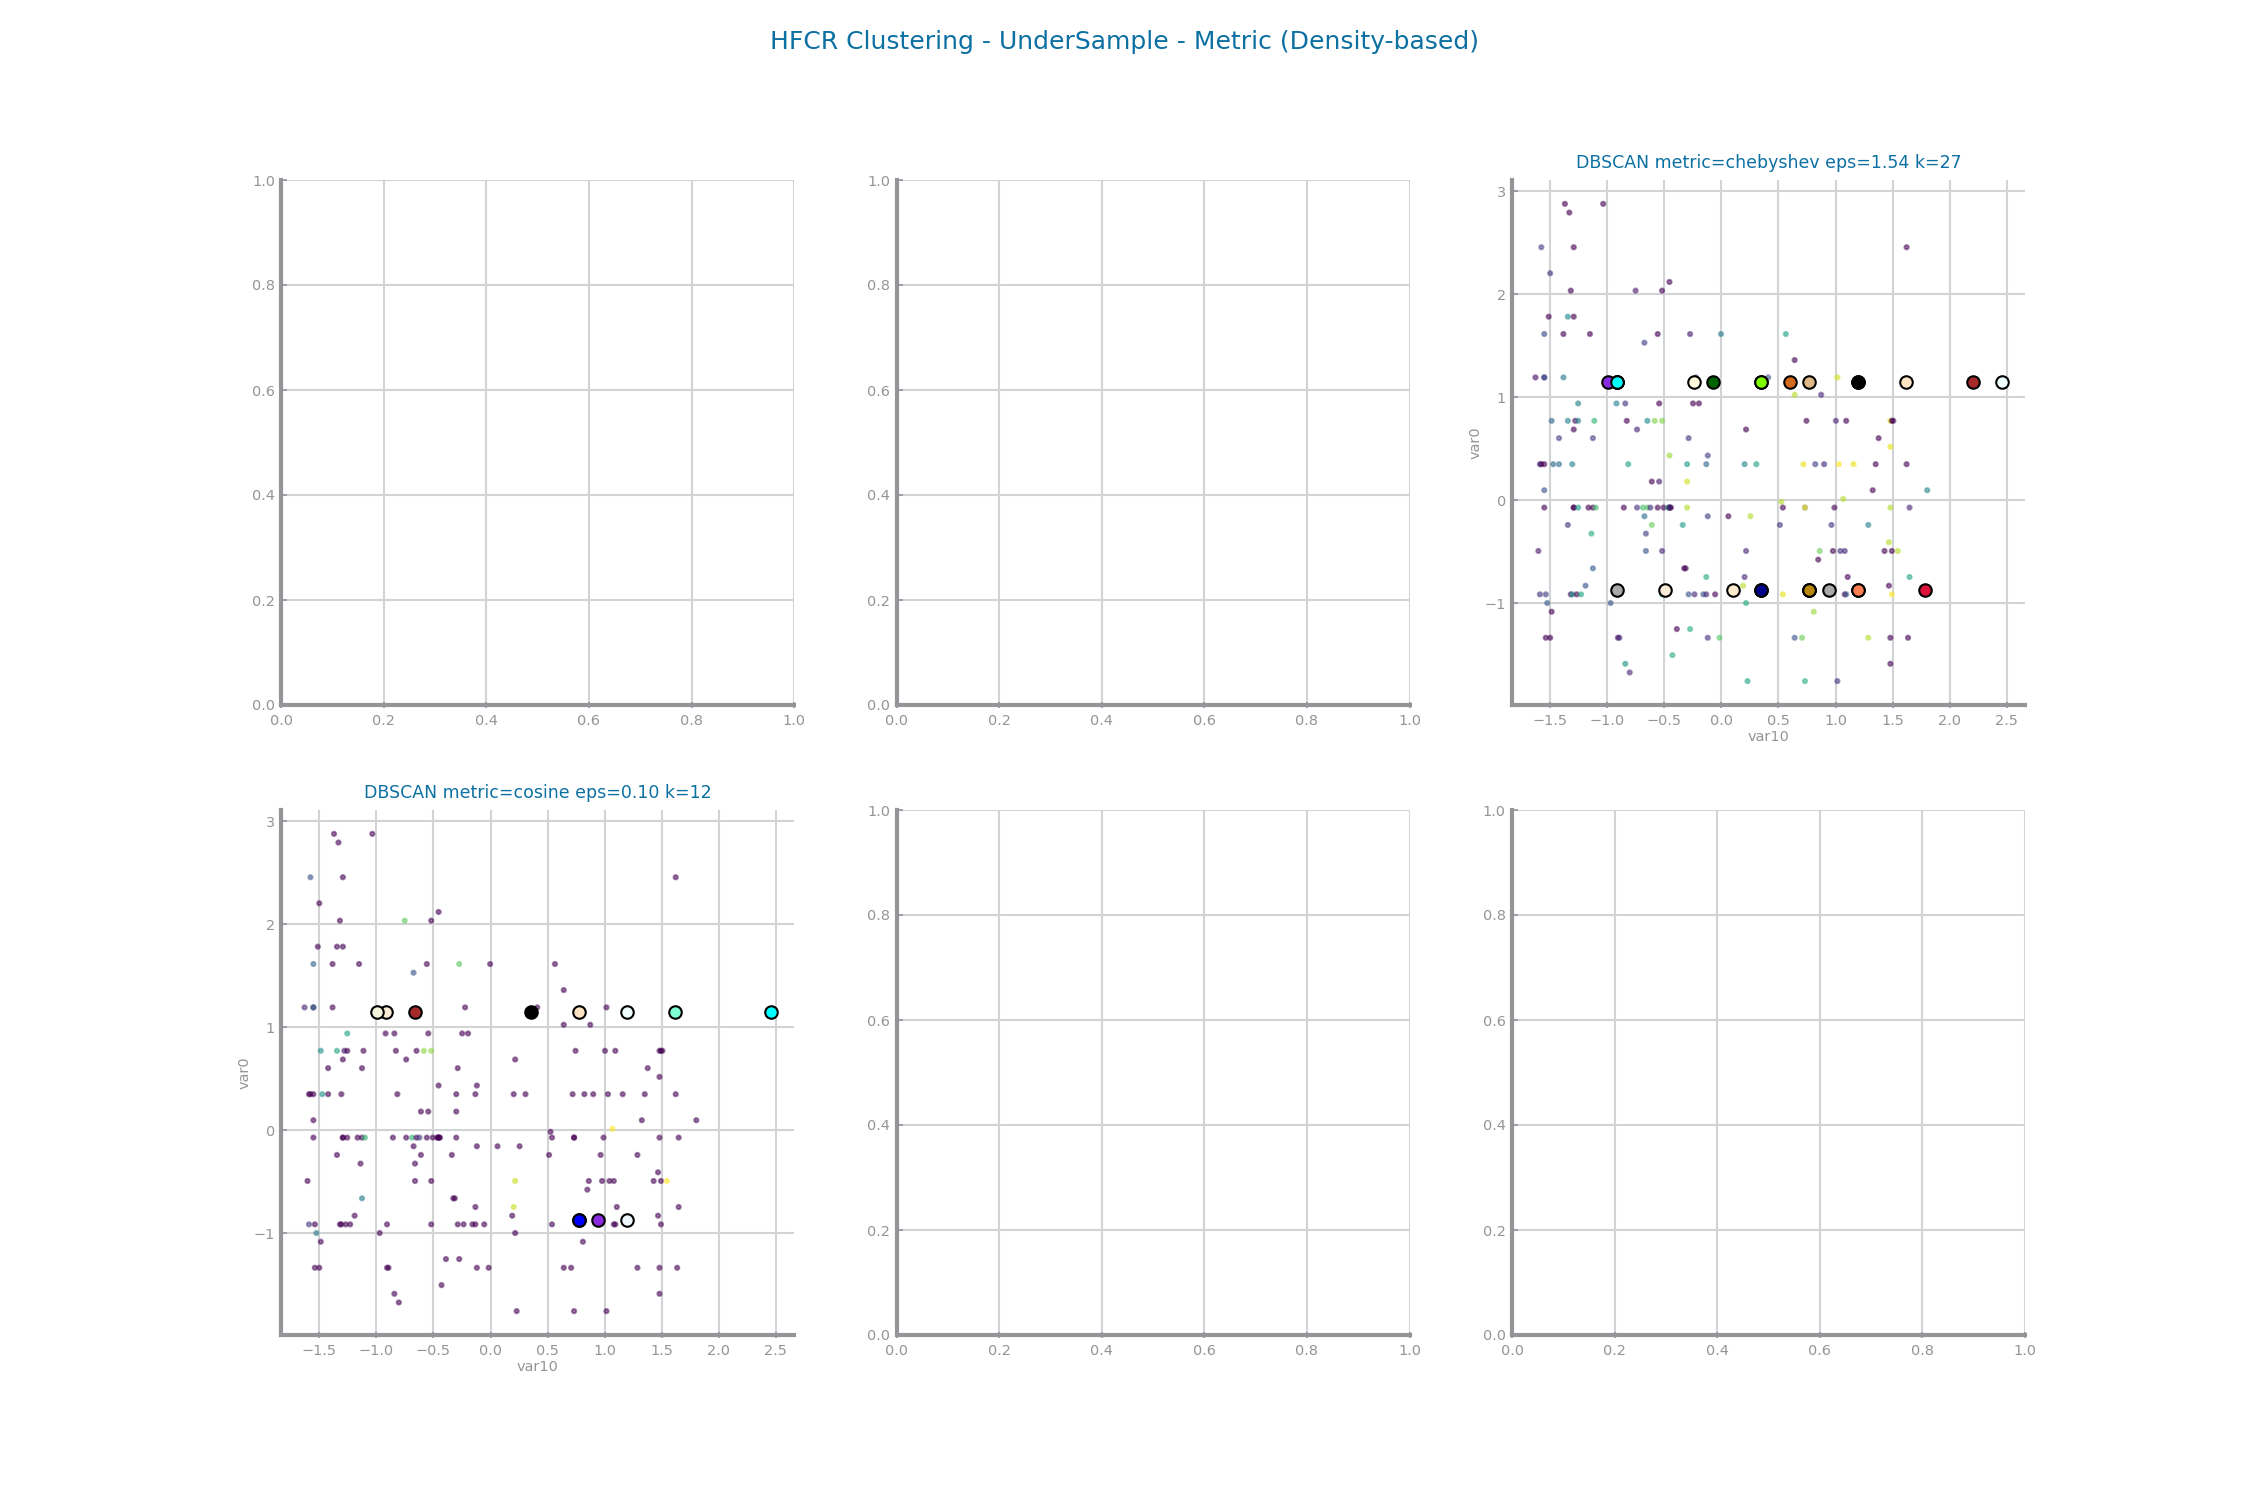 HFCR Clustering - UnderSample - Metric (Density-based)
1.0
0.8
0.6
0.4
0.2
0.0
0.0 0.2 0.4 0.6 0.8 1.0
1.0
0.8
0.6
0.4
0.2
0.0
0.0 0.2 0.4 0.6 0.8 1.0
DBSCAN metric=chebyshev eps=1.54 k=27
3
2
1
0
−1
var0
−1.5 −1.0 −0.5 0.0 0.5 1.0 1.5 2.0 2.5
var10
DBSCAN metric=cosine eps=0.10 k=12
3
2
1
0
−1
var0
−1.5 −1.0 −0.5 0.0 0.5 1.0 1.5 2.0 2.5
var10
1.0
0.8
0.6
0.4
0.2
0.0
0.0 0.2 0.4 0.6 0.8 1.0
1.0
0.8
0.6
0.4
0.2
0.0
0.0 0.2 0.4 0.6 0.8 1.0